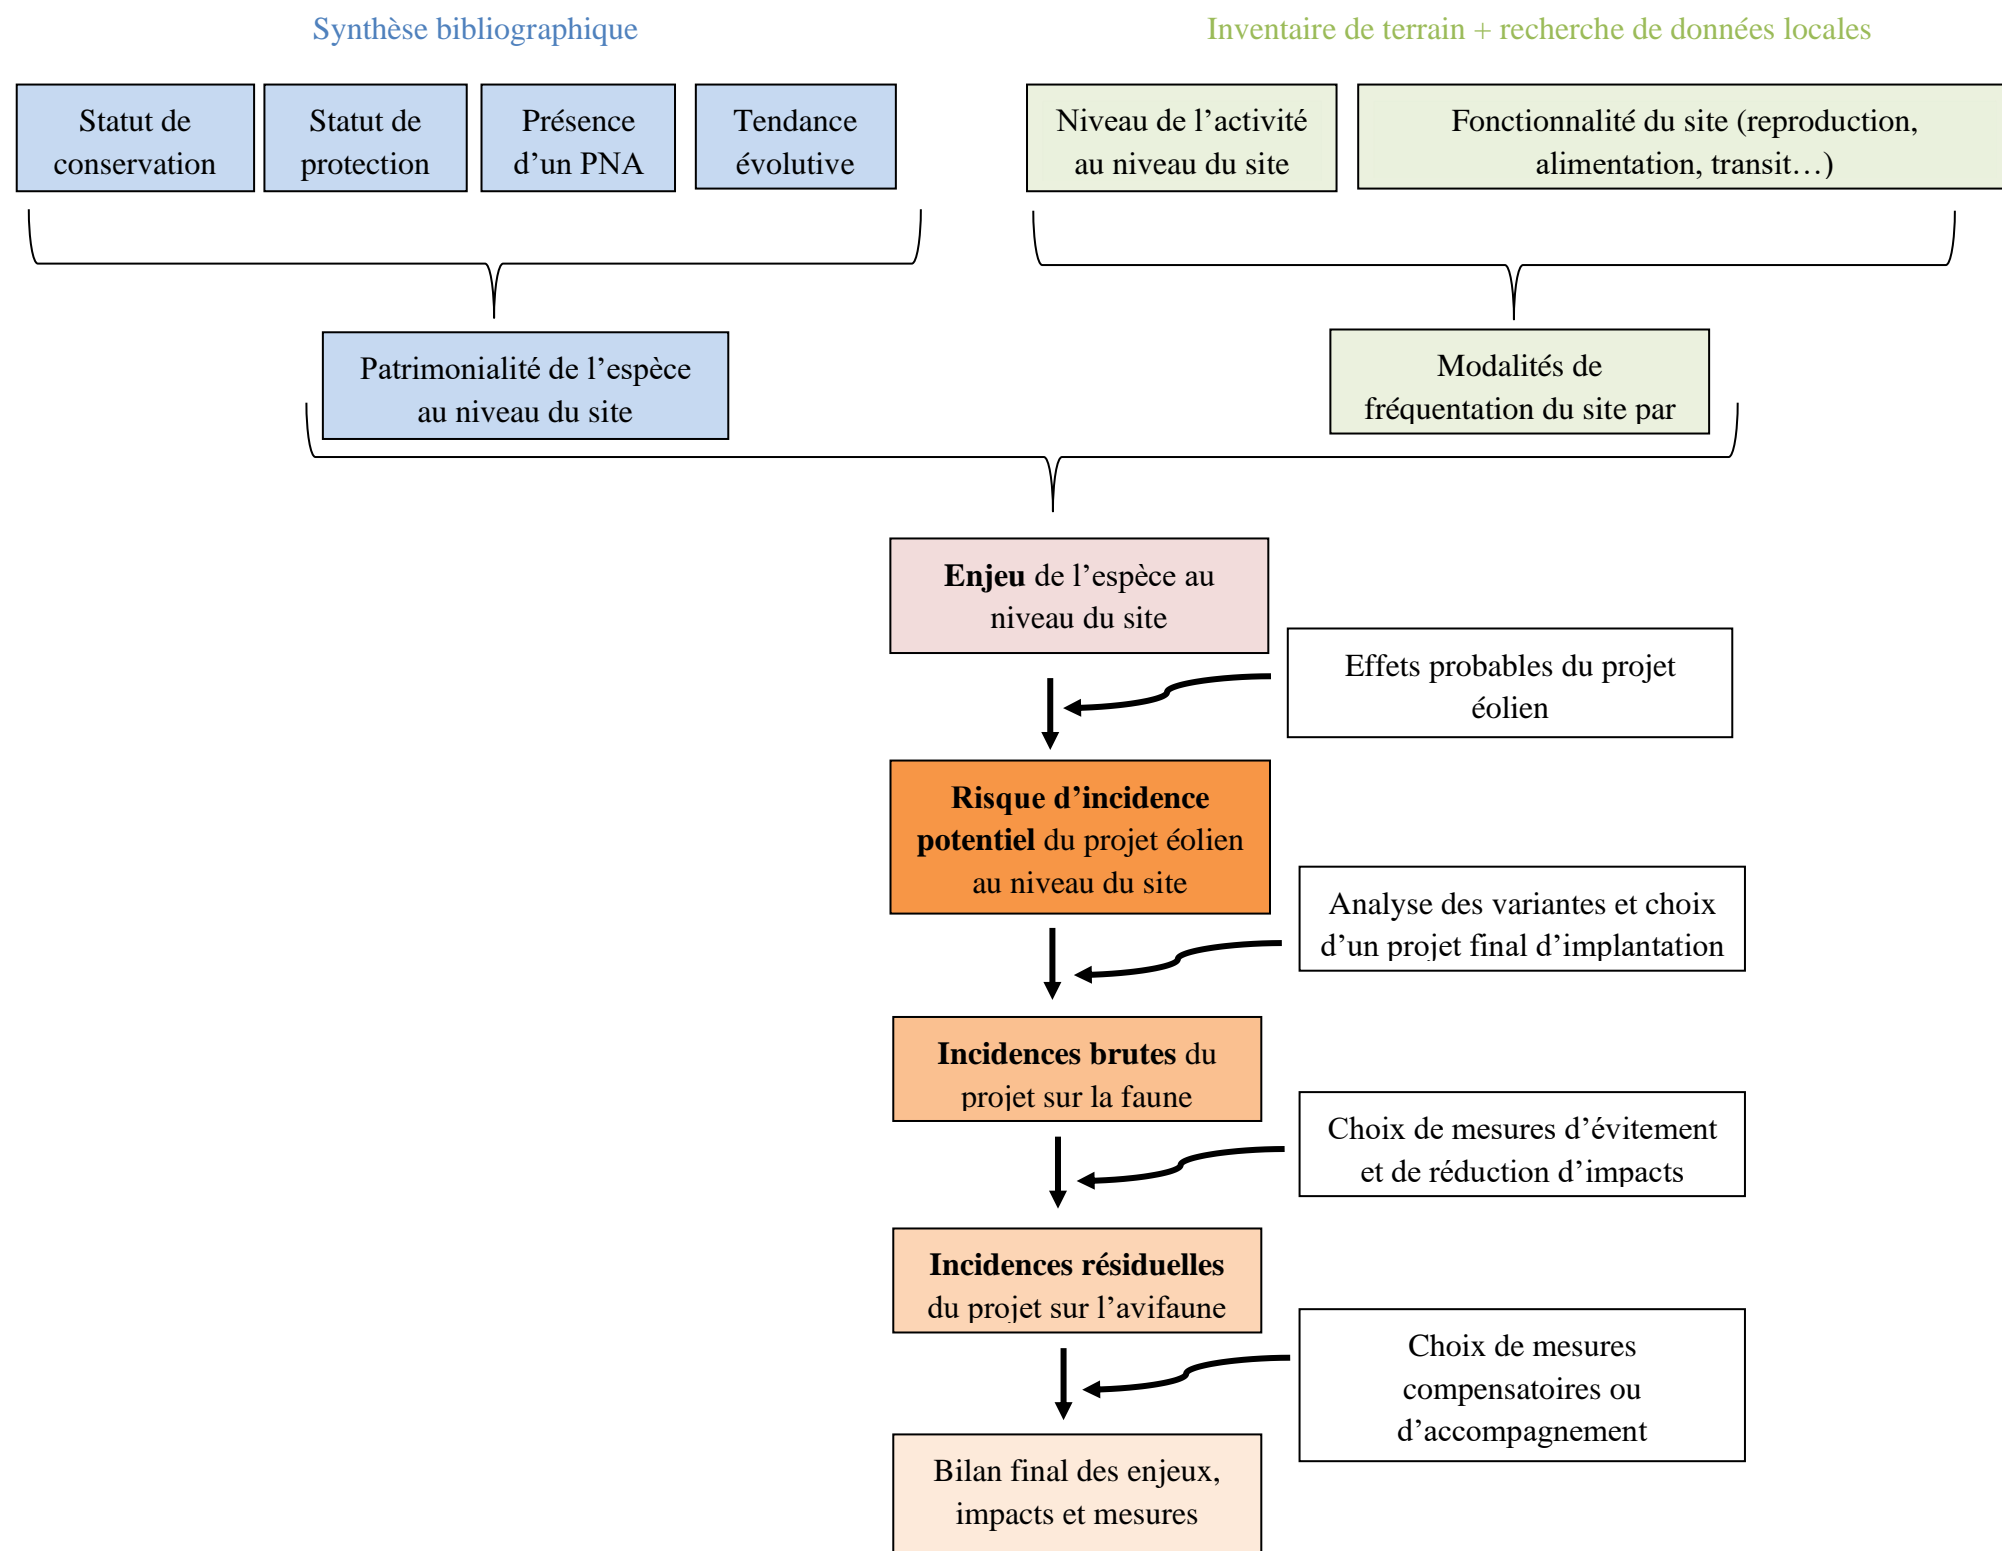 Synthèse bibliographique
Inventaire de terrain + recherche de données locales
Statut de
conservation
Statut de
protection
Présence
d’un PNA
Tendance
évolutive
Niveau de l’activité
au niveau du site
Fonctionnalité du site (reproduction,
alimentation, transit…)
Patrimonialité de l’espèce
au niveau du site
Modalités de
fréquentation du site par
Enjeu de l’espèce au
niveau du site
Effets probables du projet
éolien
Risque d’incidence
potentiel du projet éolien
au niveau du site
Analyse des variantes et choix
d’un projet final d’implantation
Incidences brutes du
projet sur la faune
Choix de mesures d’évitement
et de réduction d’impacts
Incidences résiduelles
du projet sur l’avifaune
Choix de mesures
compensatoires ou
d’accompagnement
Bilan final des enjeux,
impacts et mesures